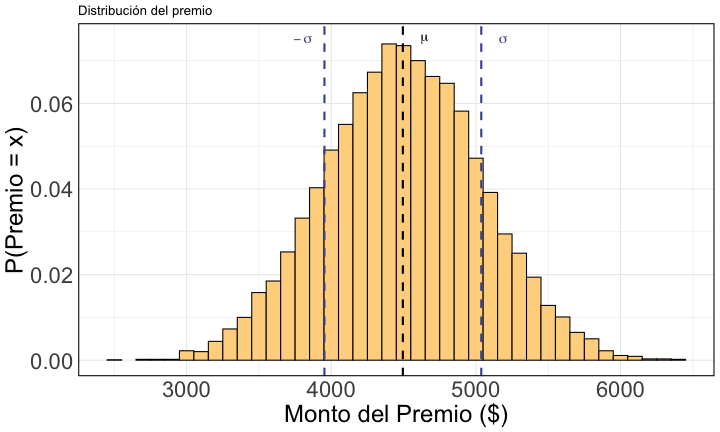 Distribución del premio
−σ μ σ
P(Premio = x)
0.06
0.04
0.02
0.00
3000 4000 5000 6000
Monto del Premio ($)